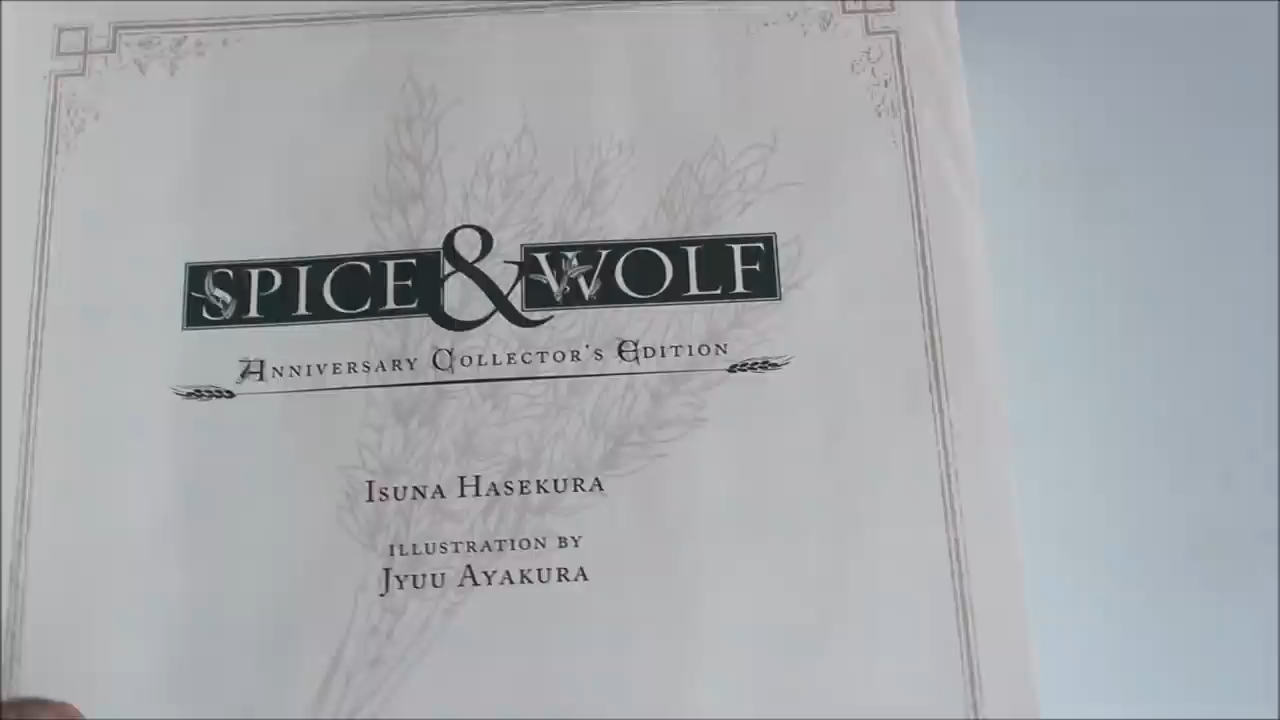 SPICE & WOLF
ANNIVERSARY COLLECTOR'S EDITION
ISUNA HASEKURA
ILLUSTRATION BY
JYUU AYAKURA